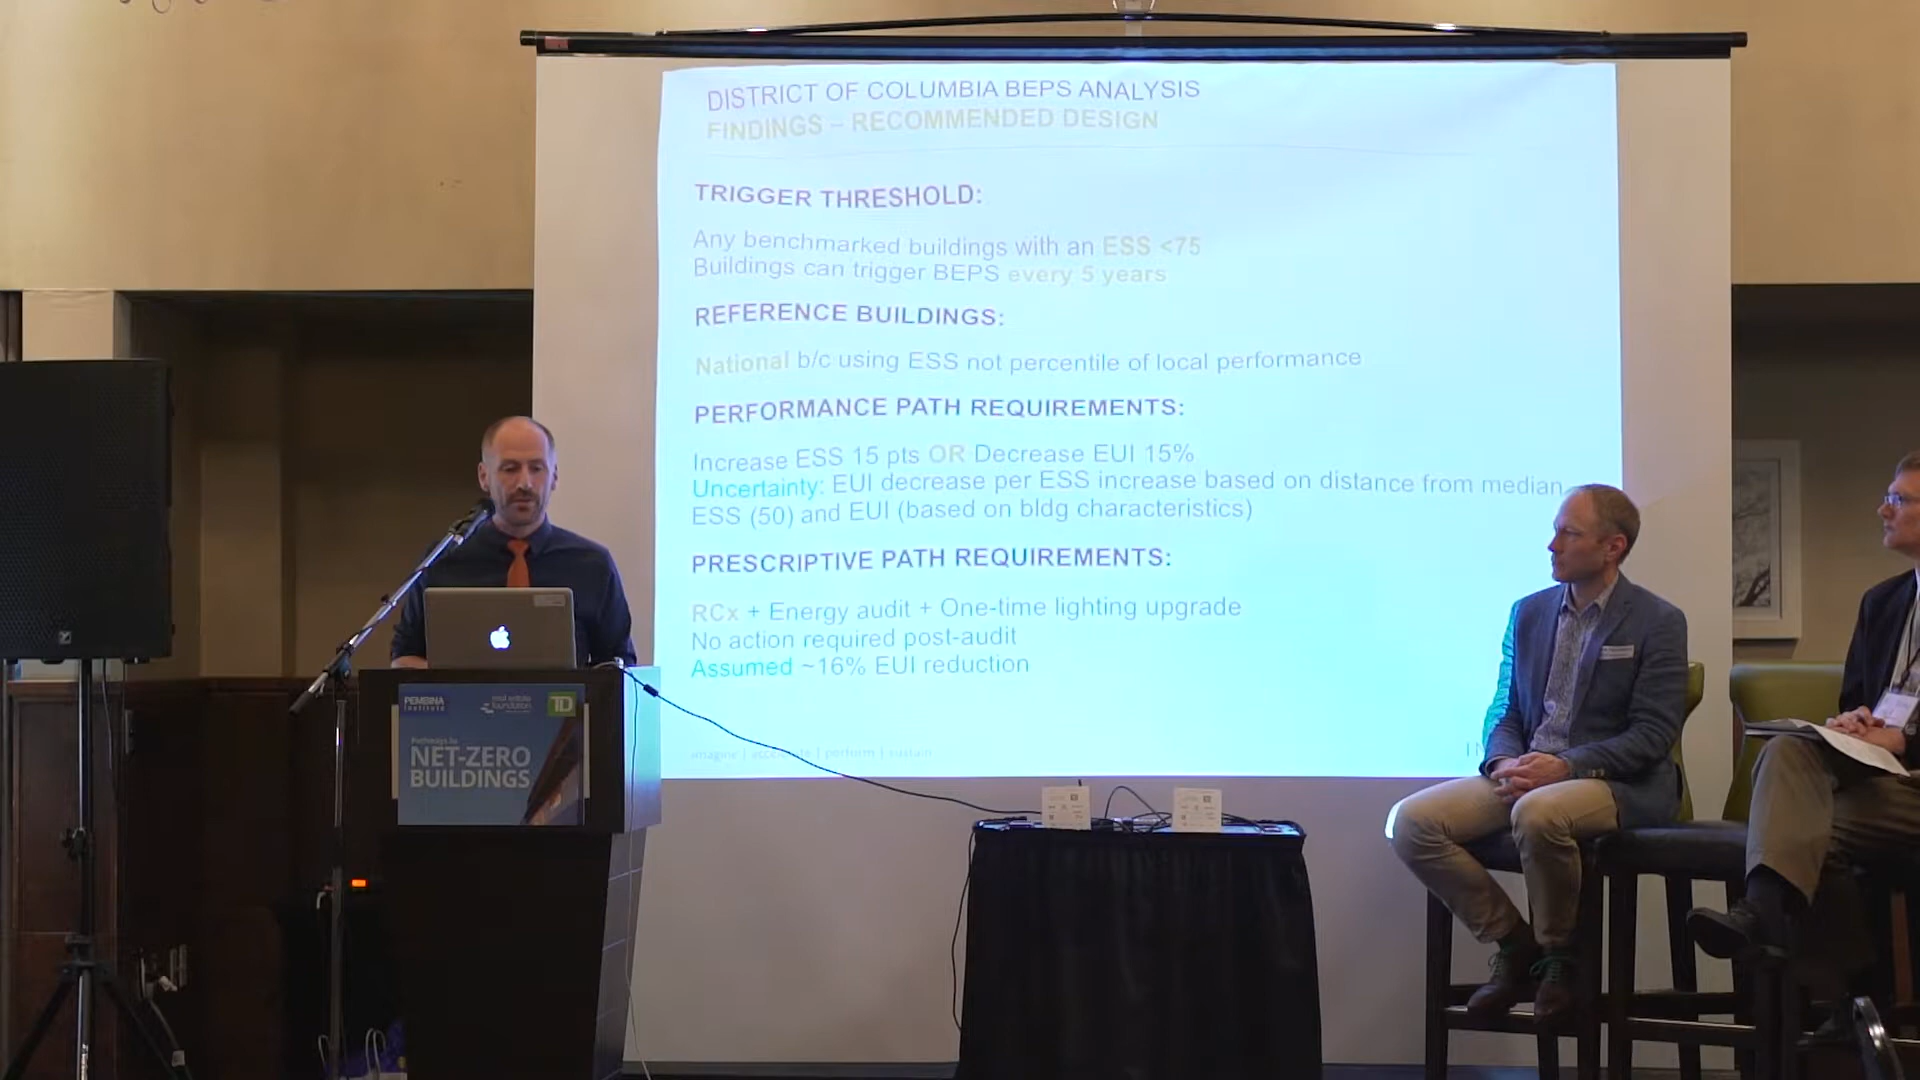 DISTRICT OF COLUMBIA BEPS ANALYSIS
FINDINGS – RECOMMENDED DESIGN
TRIGGER THRESHOLD:
Any benchmarked buildings with an ESS <75
Buildings can trigger BEPS every 5 years
REFERENCE BUILDINGS:
National b/c using ESS not percentile of local performance
PERFORMANCE PATH REQUIREMENTS:
Increase ESS 15 pts OR Decrease EUI 15%
Uncertainty: EUI decrease per ESS increase based on distance from median
ESS (50) and EUI (based on bldg characteristics)
PRESCRIPTIVE PATH REQUIREMENTS:
RCx + Energy audit + One-time lighting upgrade
No action required post-audit
Assumed ~16% EUI reduction
imagine | accelerate | perform | sustain
PEMBINA
institute
real estate
foundation
TD
Pathways to
NET-ZERO
BUILDINGS